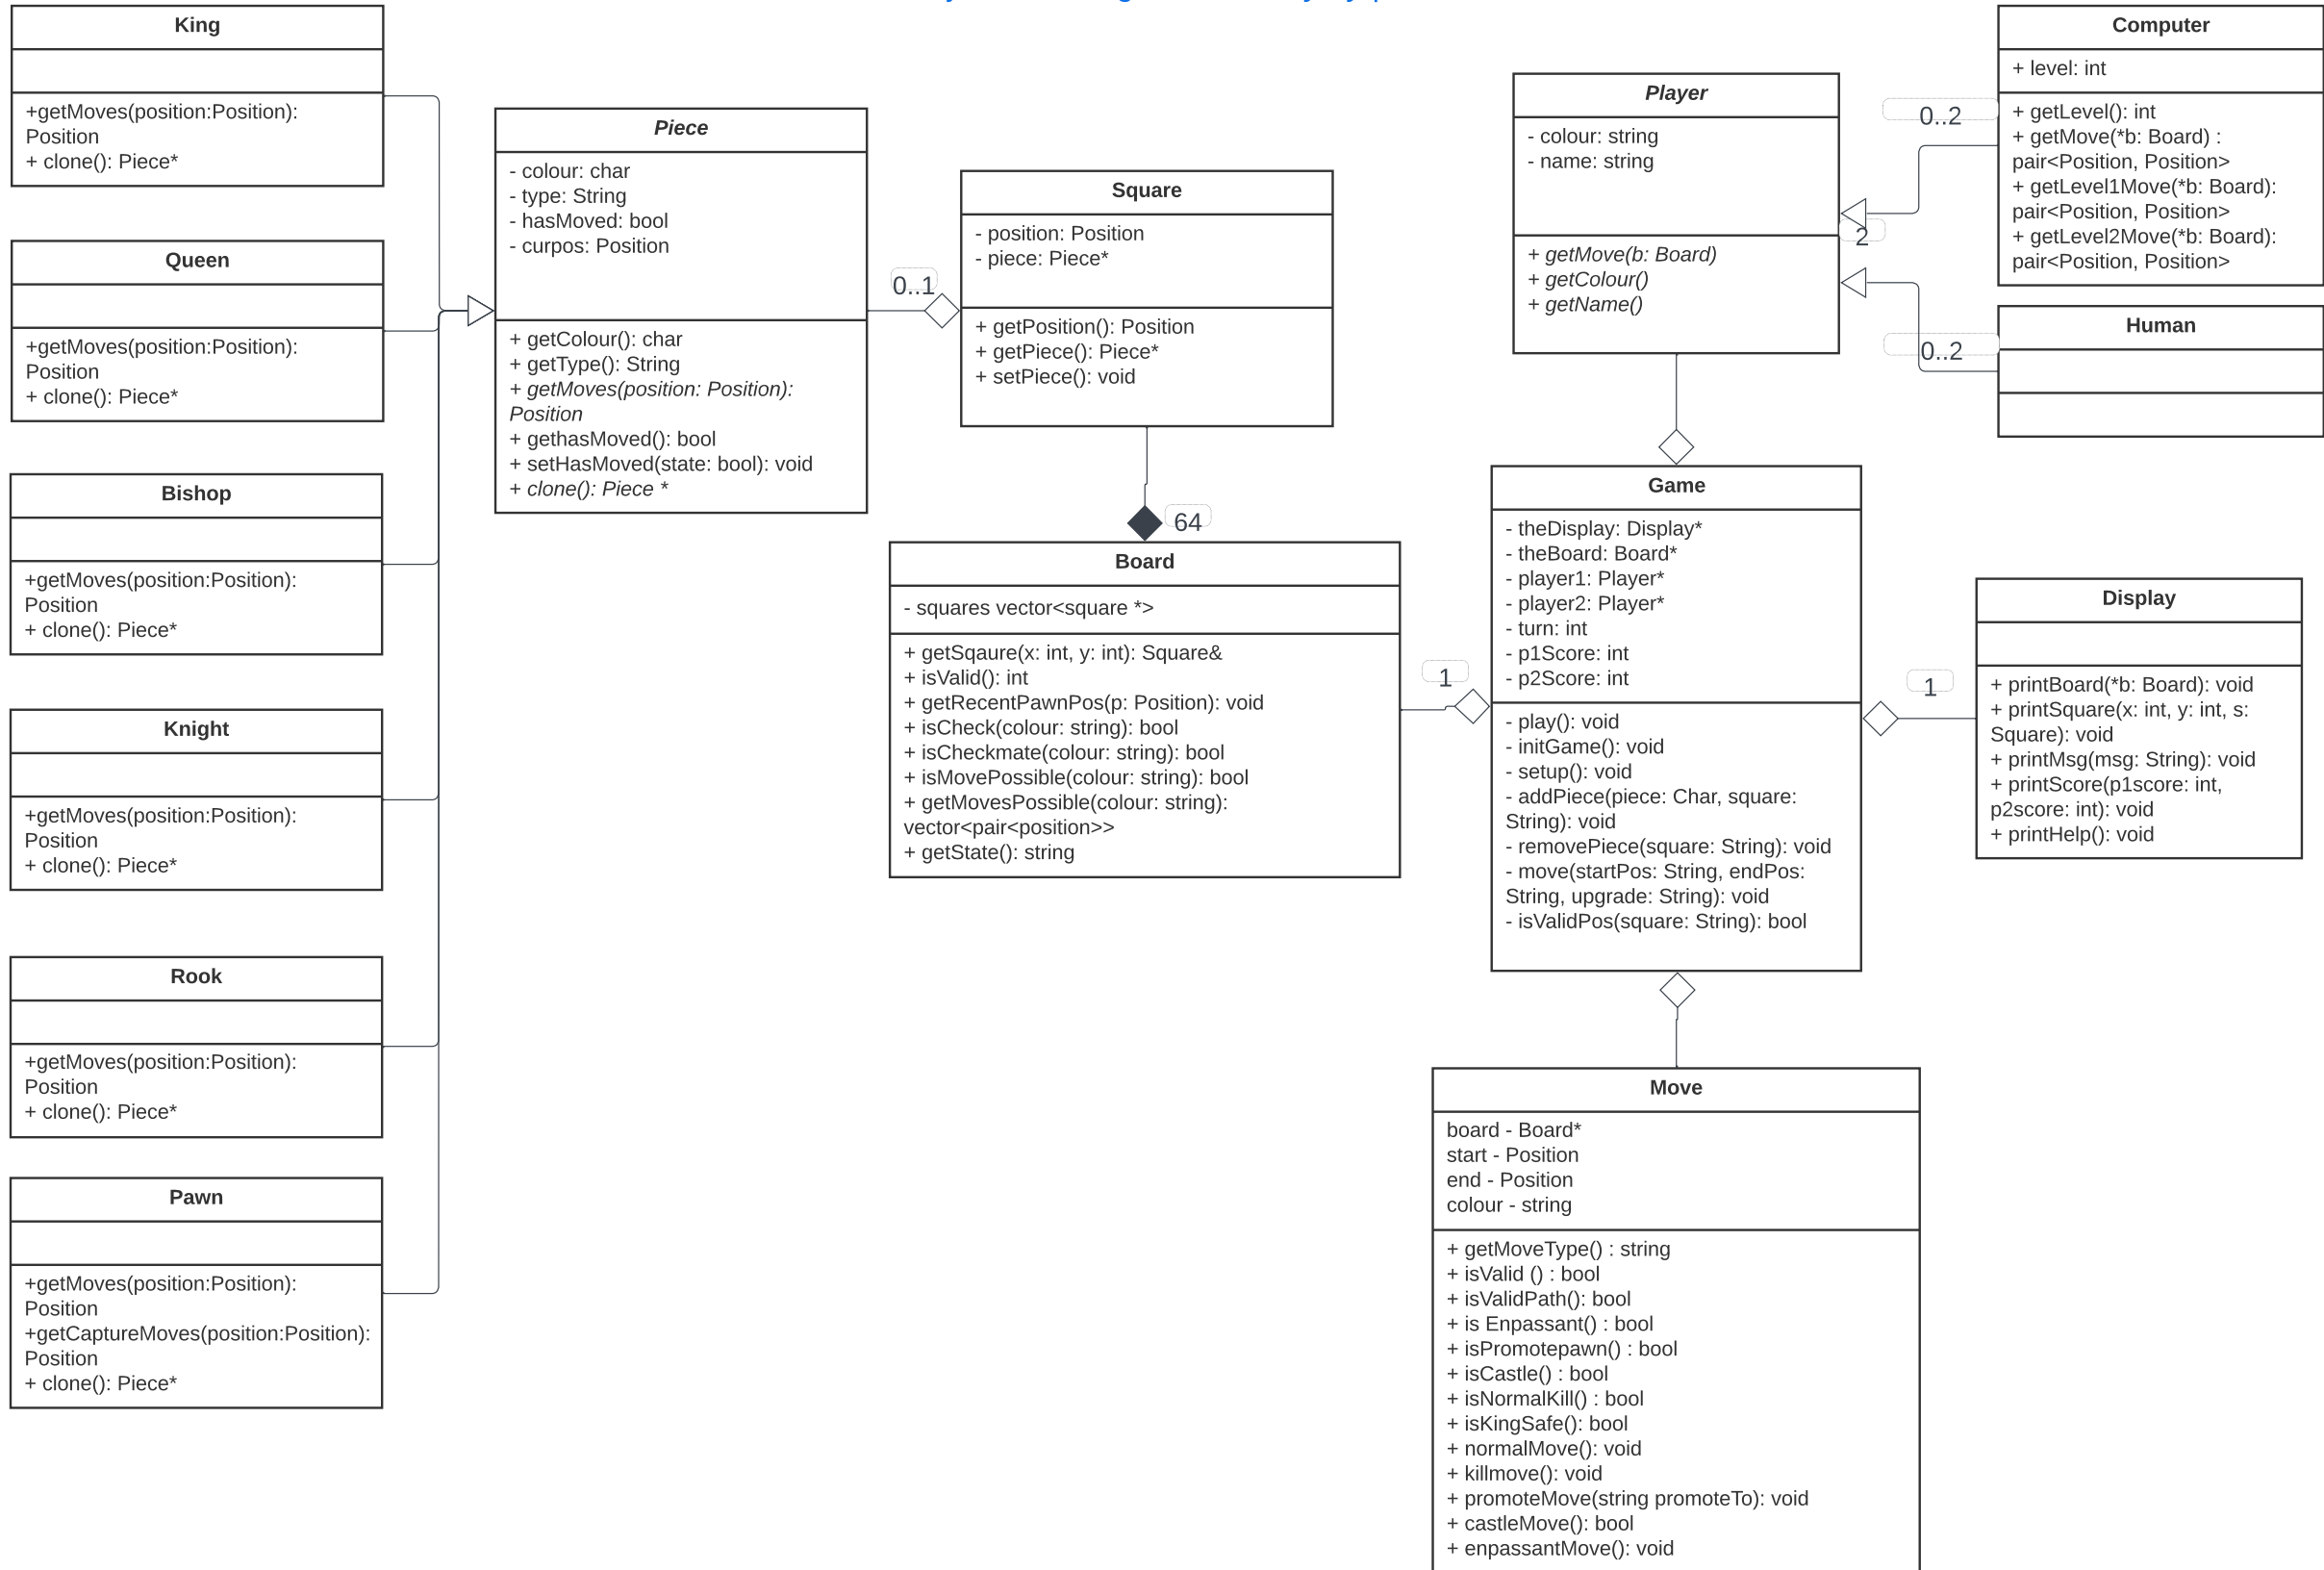 King
+getMoves(position:Position):
Position
+ clone(): Piece*
Queen
+getMoves(position:Position):
Position
+ clone(): Piece*
Bishop
+getMoves(position:Position):
Position
+ clone(): Piece*
Knight
+getMoves(position:Position):
Position
+ clone(): Piece*
Rook
+getMoves(position:Position):
Position
+ clone(): Piece*
Pawn
+getMoves(position:Position):
Position
+getCaptureMoves(position:Position):
Position
+ clone(): Piece*
Piece
- colour: char
- type: String
- hasMoved: bool
- curpos: Position
+ getColour(): char
+ getType(): String
+ getMoves(position: Position):
Position
+ gethasMoved(): bool
+ setHasMoved(state: bool): void
+ clone(): Piece *
0..1
Square
- position: Position
- piece: Piece*
+ getPosition(): Position
+ getPiece(): Piece*
+ setPiece(): void
64
Board
- squares vector<square *>
+ getSqaure(x: int, y: int): Square&
+ isValid(): int
+ getRecentPawnPos(p: Position): void
+ isCheck(colour: string): bool
+ isCheckmate(colour: string): bool
+ isMovePossible(colour: string): bool
+ getMovesPossible(colour: string):
vector<pair<position>>
+ getState(): string
1
Player
- colour: string
- name: string
+ getMove(b: Board)
+ getColour()
+ getName()
2
0..2
0..2
Computer
+ level: int
+ getLevel(): int
+ getMove(*b: Board) :
pair<Position, Position>
+ getLevel1Move(*b: Board):
pair<Position, Position>
+ getLevel2Move(*b: Board):
pair<Position, Position>
Human
Game
- theDisplay: Display*
- theBoard: Board*
- player1: Player*
- player2: Player*
- turn: int
- p1Score: int
- p2Score: int
- play(): void
- initGame(): void
- setup(): void
- addPiece(piece: Char, square:
String): void
- removePiece(square: String): void
- move(startPos: String, endPos:
String, upgrade: String): void
- isValidPos(square: String): bool
1
Display
+ printBoard(*b: Board): void
+ printSquare(x: int, y: int, s:
Square): void
+ printMsg(msg: String): void
+ printScore(p1score: int,
p2score: int): void
+ printHelp(): void
Move
board - Board*
start - Position
end - Position
colour - string
+ getMoveType() : string
+ isValid () : bool
+ isValidPath(): bool
+ is Enpassant() : bool
+ isPromotepawn() : bool
+ isCastle() : bool
+ isNormalKill() : bool
+ isKingSafe(): bool
+ normalMove(): void
+ killmove(): void
+ promoteMove(string promoteTo): void
+ castleMove(): bool
+ enpassantMove(): void